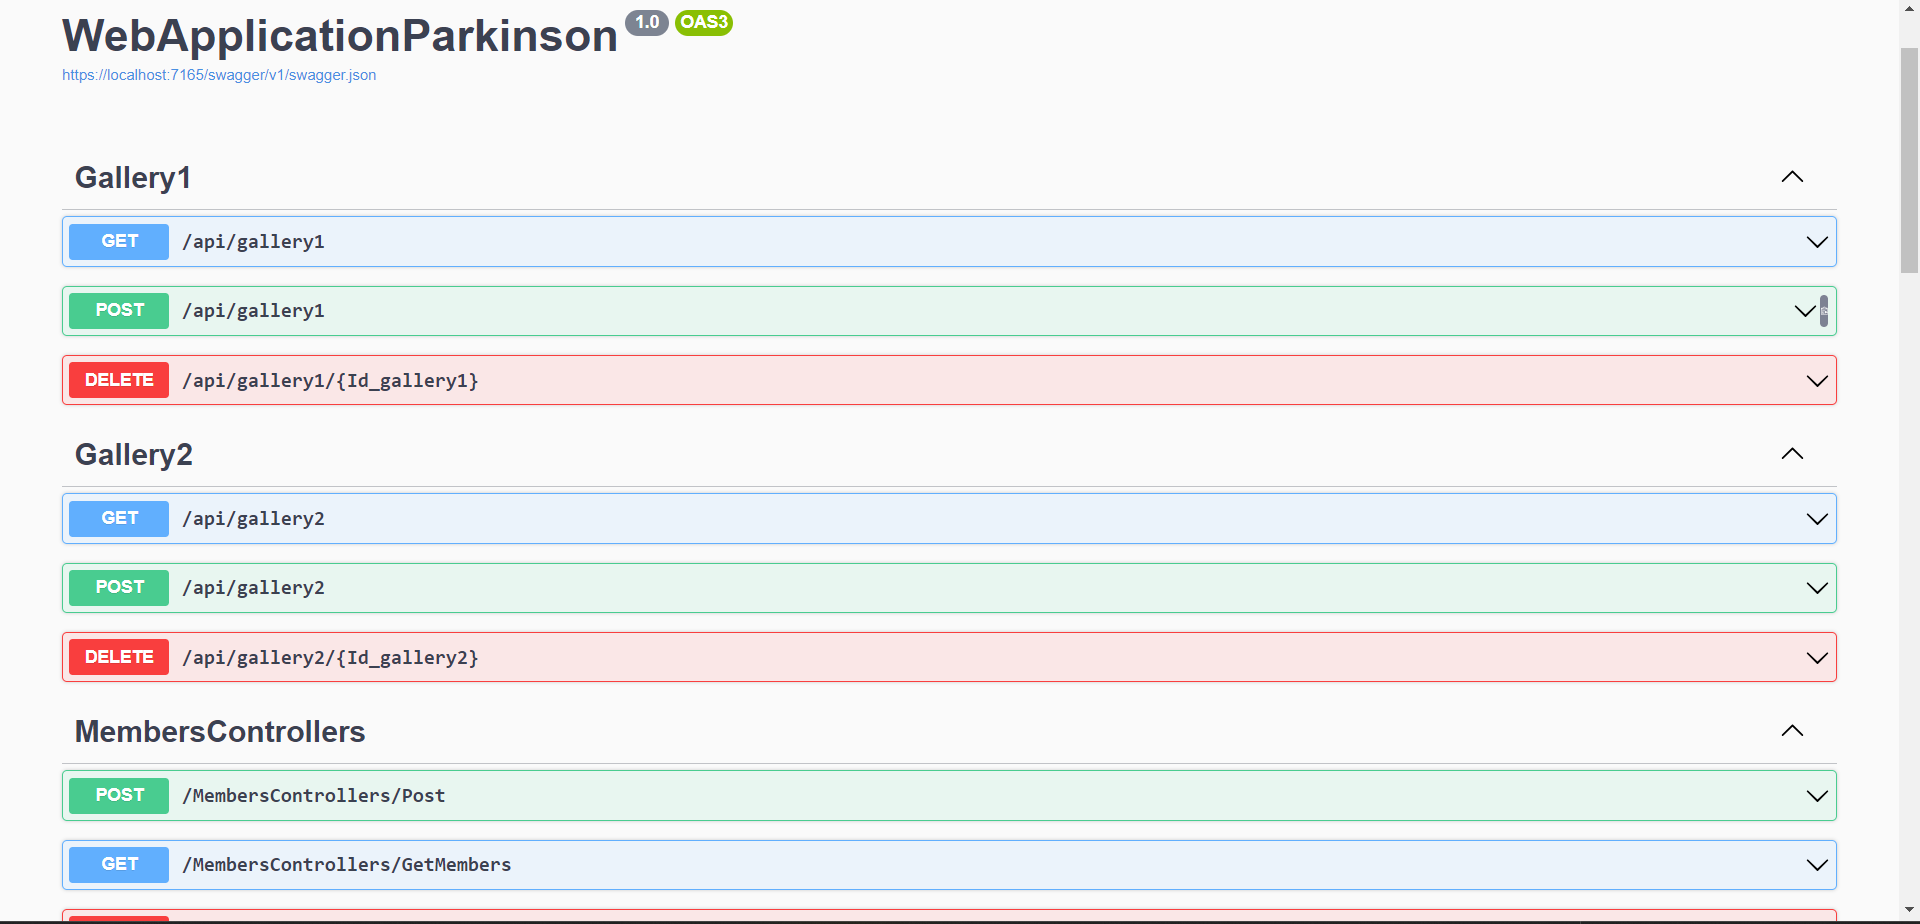 WebApplicationParkinson 1.0 OAS3
https://localhost:7165/swagger/v1/swagger.json
Gallery1
GET /api/gallery1
POST /api/gallery1
DELETE /api/gallery1/{Id_gallery1}
Gallery2
GET /api/gallery2
POST /api/gallery2
DELETE /api/gallery2/{Id_gallery2}
MembersControllers
POST /MembersControllers/Post
GET /MembersControllers/GetMembers